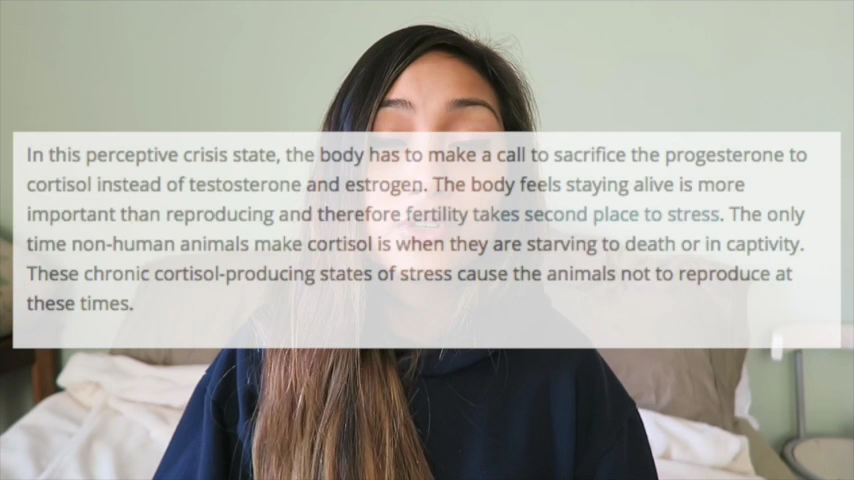 In this perceptive crisis state, the body has to make a call to sacrifice the progesterone to
cortisol instead of testosterone and estrogen. The body feels staying alive is more
important than reproducing and therefore fertility takes second place to stress. The only
time non-human animals make cortisol is when they are starving to death or in captivity.
These chronic cortisol-producing states of stress cause the animals not to reproduce at
these times.